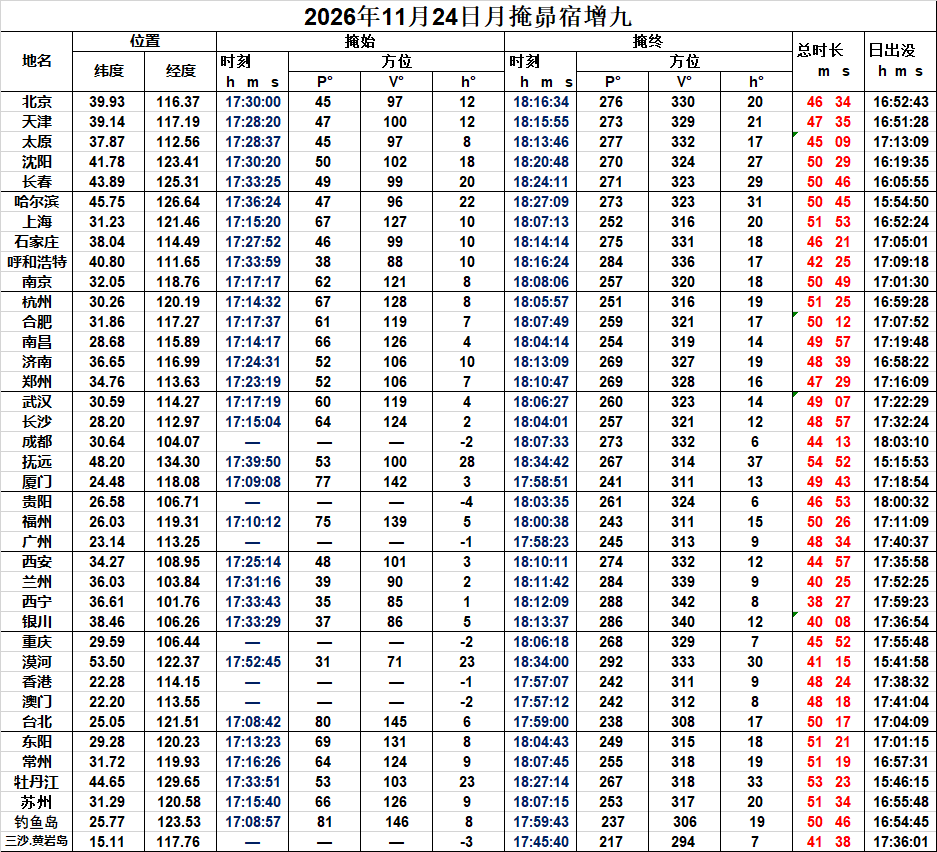 2026年11月24日月掩昴宿增九
地名 位置 掩始 掩终 总时长 日出没
时刻 方位 时刻 方位
纬度 经度 h m s P° V° h° h m s P° V° h° m s h m s
北京 39.93 116.37 17:30:00 45 97 12 18:16:34 276 330 20 46 34 16:52:43
天津 39.14 117.19 17:28:20 47 100 12 18:15:55 273 329 21 47 35 16:51:28
太原 37.87 112.56 17:28:37 45 97 8 18:13:46 277 332 17 45 09 17:13:09
沈阳 41.78 123.41 17:30:20 50 102 18 18:20:48 270 324 27 50 29 16:19:35
长春 43.89 125.31 17:33:25 49 99 20 18:24:11 271 323 29 50 46 16:05:55
哈尔滨 45.75 126.64 17:36:24 47 96 22 18:27:09 273 323 31 50 45 15:54:50
上海 31.23 121.46 17:15:20 67 127 10 18:07:13 252 316 20 51 53 16:52:24
石家庄 38.04 114.49 17:27:52 46 99 10 18:14:14 275 331 18 46 21 17:05:01
呼和浩特 40.80 111.65 17:33:59 38 88 10 18:16:24 284 336 17 42 25 17:09:18
南京 32.05 118.76 17:17:17 62 121 8 18:08:06 257 320 18 50 49 17:01:30
杭州 30.26 120.19 17:14:32 67 128 8 18:05:57 251 316 19 51 25 16:59:28
合肥 31.86 117.27 17:17:37 61 119 7 18:07:49 259 321 17 50 12 17:07:52
南昌 28.68 115.89 17:14:17 66 126 4 18:04:14 254 319 14 49 57 17:19:48
济南 36.65 116.99 17:24:31 52 106 10 18:13:09 269 327 19 48 39 16:58:22
郑州 34.76 113.63 17:23:19 52 106 7 18:10:47 269 328 16 47 29 17:16:09
武汉 30.59 114.27 17:17:19 60 119 4 18:06:27 260 323 14 49 07 17:22:29
长沙 28.20 112.97 17:15:04 64 124 2 18:04:01 257 321 12 48 57 17:32:24
成都 30.64 104.07 — — — -2 18:07:33 273 332 6 44 13 18:03:10
抚远 48.20 134.30 17:39:50 53 100 28 18:34:42 267 314 37 54 52 15:15:53
厦门 24.48 118.08 17:09:08 77 142 3 17:58:51 241 311 13 49 43 17:18:54
贵阳 26.58 106.71 — — — -4 18:03:35 261 324 6 46 53 18:00:32
福州 26.03 119.31 17:10:12 75 139 5 18:00:38 243 311 15 50 26 17:11:09
广州 23.14 113.25 — — — -1 17:58:23 245 313 9 48 34 17:40:37
西安 34.27 108.95 17:25:14 48 101 3 18:10:11 274 332 12 44 57 17:35:58
兰州 36.03 103.84 17:31:16 39 90 2 18:11:42 284 339 9 40 25 17:52:25
西宁 36.61 101.76 17:33:43 35 85 1 18:12:09 288 342 8 38 27 17:59:23
银川 38.46 106.26 17:33:29 37 86 5 18:13:37 286 340 12 40 08 17:36:54
重庆 29.59 106.44 — — — -2 18:06:18 268 329 7 45 52 17:55:48
漠河 53.50 122.37 17:52:45 31 71 23 18:34:00 292 333 30 41 15 15:41:58
香港 22.28 114.15 — — — -1 17:57:07 242 311 9 48 24 17:38:32
澳门 22.20 113.55 — — — -2 17:57:12 242 312 8 48 18 17:41:04
台北 25.05 121.51 17:08:42 80 145 6 17:59:00 238 308 17 50 17 17:04:09
东阳 29.28 120.23 17:13:23 69 131 8 18:04:43 249 315 18 51 21 17:01:15
常州 31.72 119.93 17:16:26 64 124 9 18:07:45 255 318 19 51 19 16:57:31
牡丹江 44.65 129.65 17:33:51 53 103 23 18:27:14 267 318 33 53 23 15:46:15
苏州 31.29 120.58 17:15:40 66 126 9 18:07:15 253 317 20 51 34 16:55:48
钓鱼岛 25.77 123.53 17:08:57 81 146 8 17:59:43 237 306 19 50 46 16:54:45
三沙.黄岩岛 15.11 117.76 — — — -3 17:45:40 217 294 7 41 38 17:36:01